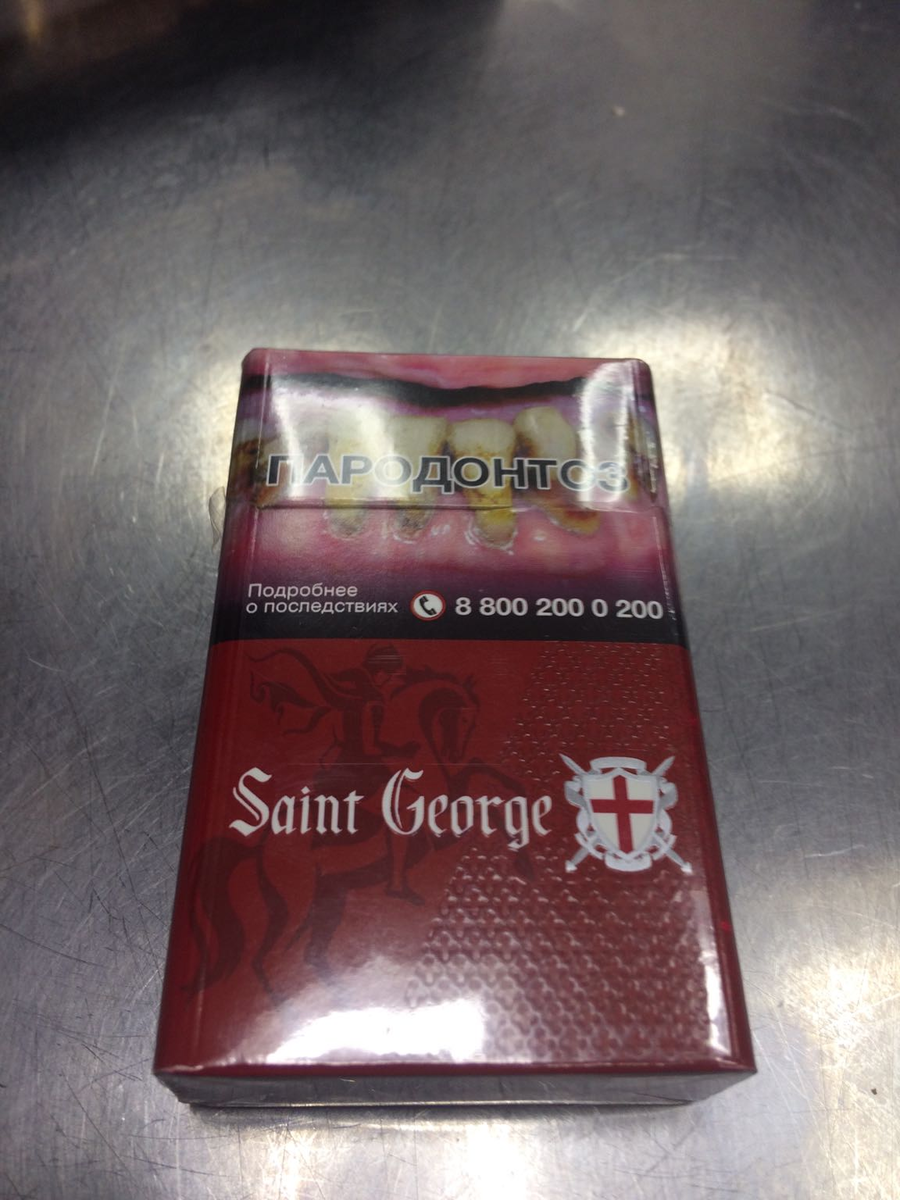 ПАРОДОНТОЗ
Подробнее
о последствиях 8 800 200 0 200
Saint George